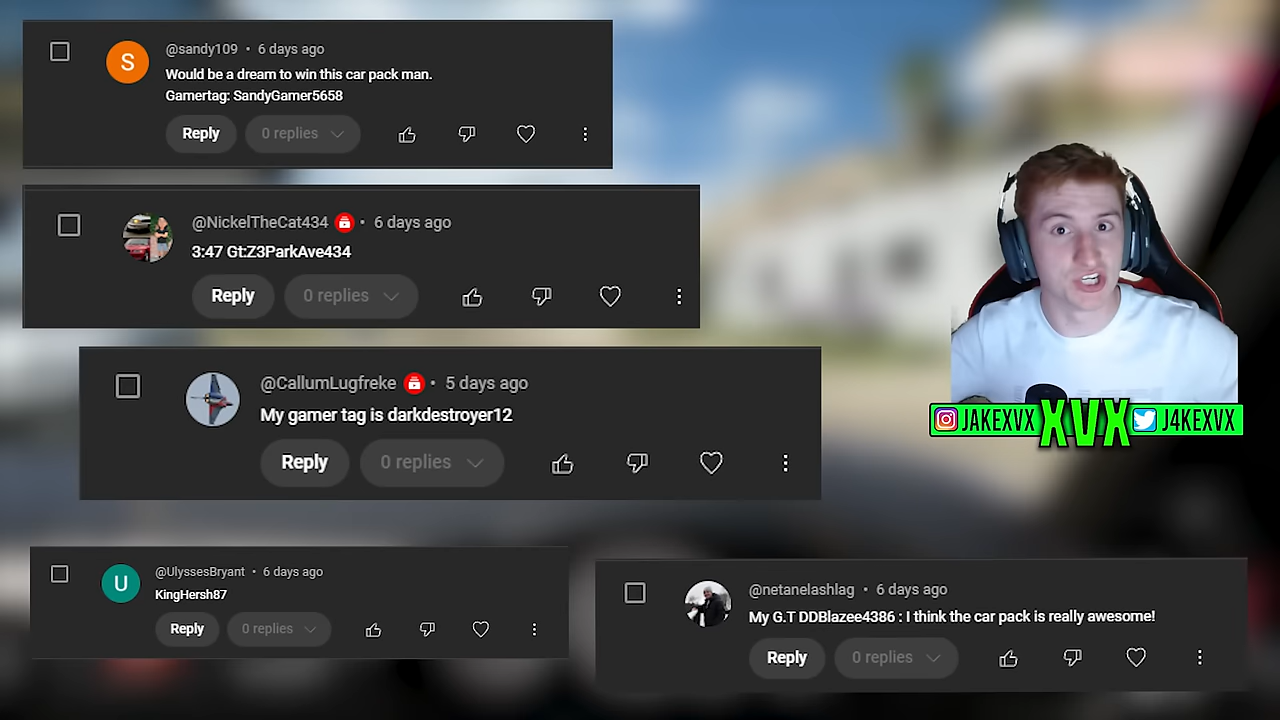 S
@sandy109 • 6 days ago
Would be a dream to win this car pack man.
Gamertag: SandyGamer5658
Reply 0 replies
@NickelTheCat434 • 6 days ago
3:47 Gt:Z3ParkAve434
Reply 0 replies
@CallumLugfreke • 5 days ago
My gamer tag is darkdestroyer12
Reply 0 replies
JAKEXVX XVX J4KEXVX
U
@UlyssesBryant • 6 days ago
KingHersh87
Reply 0 replies
@netanelashlag • 6 days ago
My G.T DDBlazee4386 : I think the car pack is really awesome!
Reply 0 replies